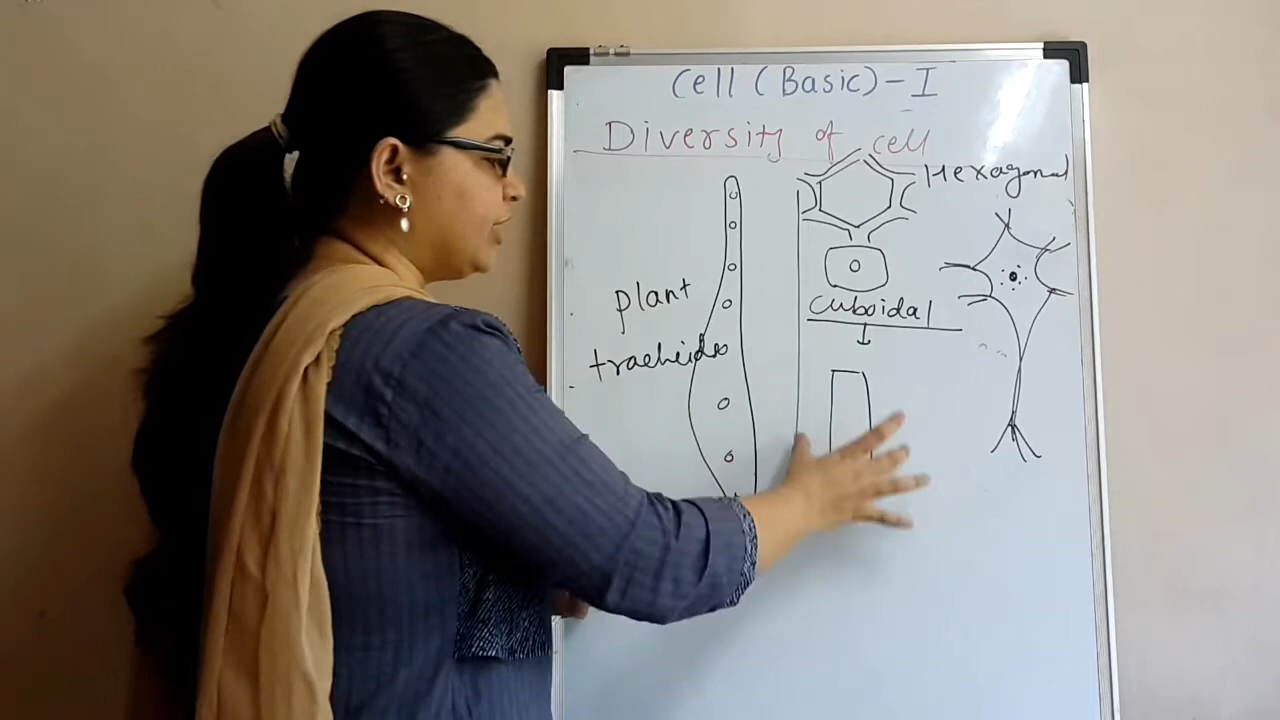 Cell (Basic) - I
Diversity of cell
Hexagonal
plant
tracheids
cuboidal